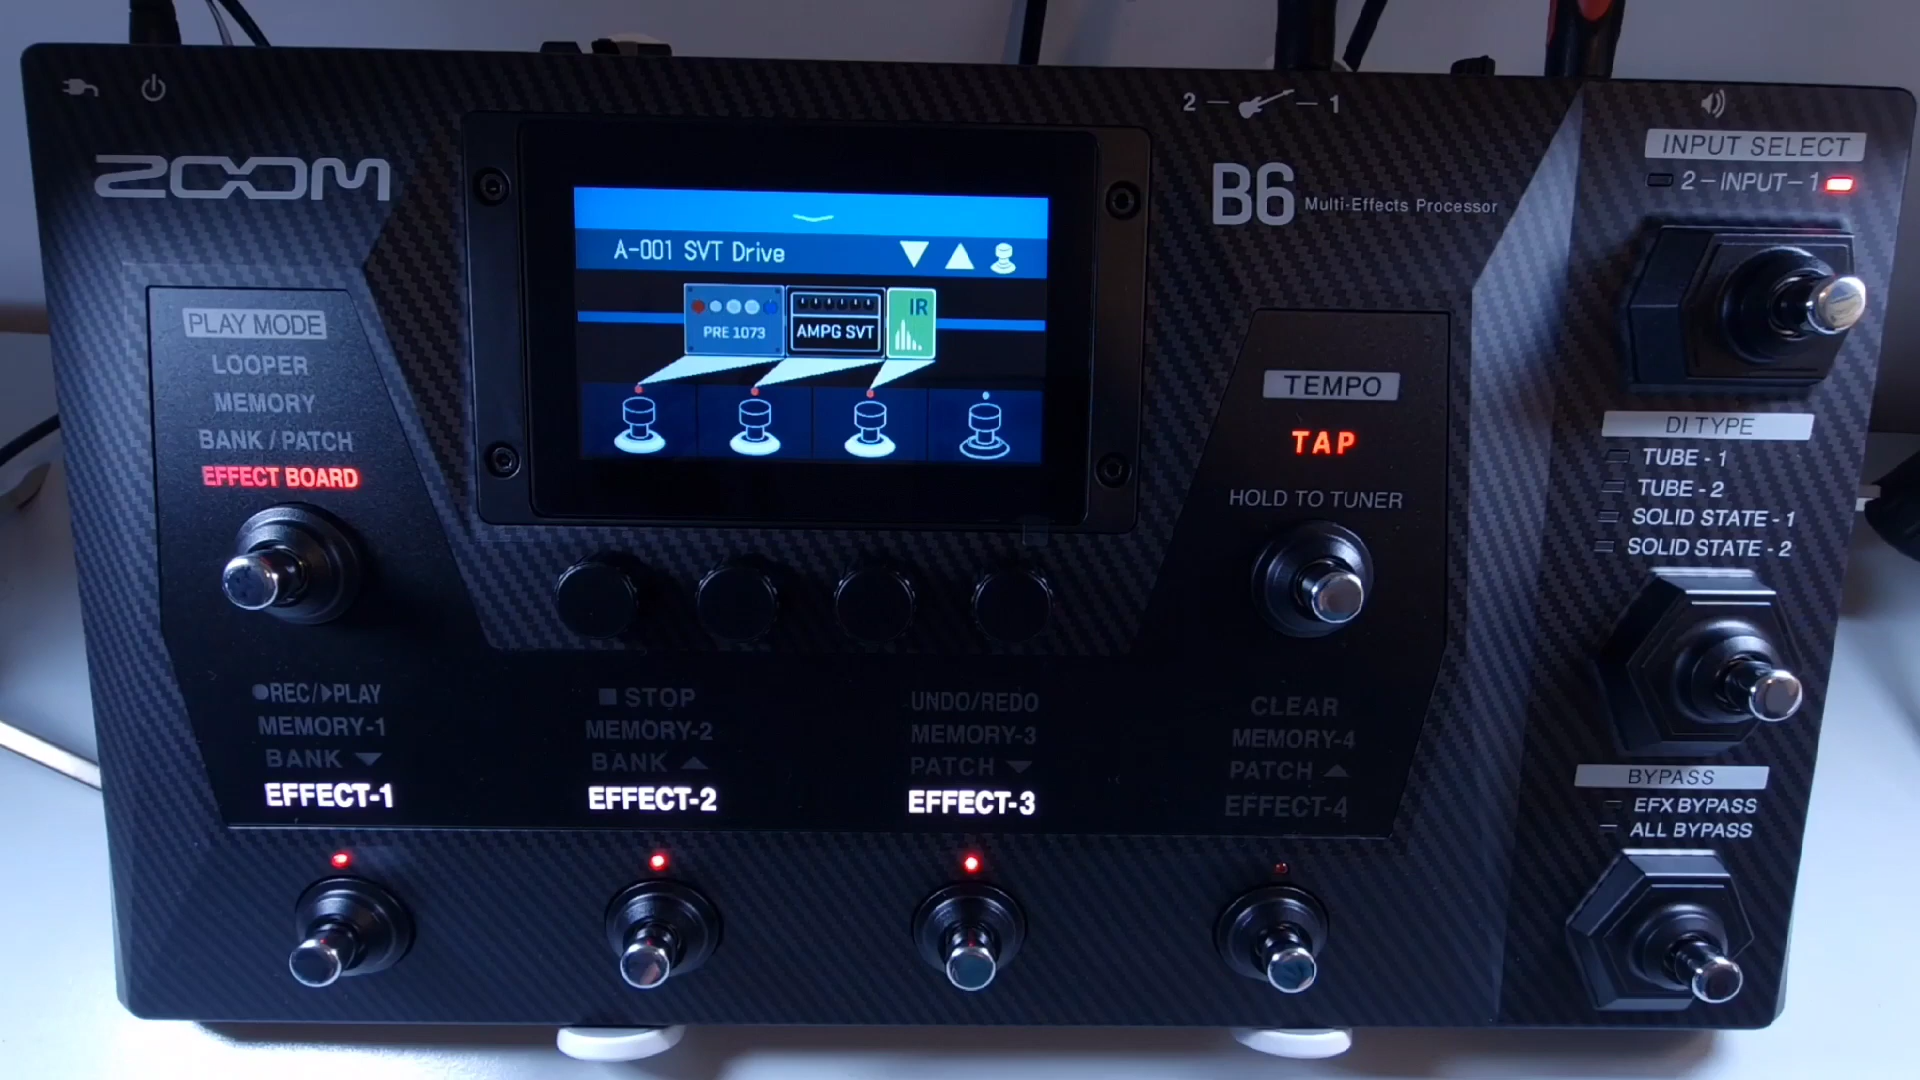 2 1
ZOOM
B6 Multi-Effects Processor
INPUT SELECT
2-INPUT-1
A-001 SVT Drive
PRE 1073
AMPG SVT
IR
PLAY MODE
LOOPER
MEMORY
BANK / PATCH
EFFECT BOARD
TEMPO
TAP
HOLD TO TUNER
DI TYPE
TUBE - 1
TUBE - 2
SOLID STATE - 1
SOLID STATE - 2
●REC/▶PLAY
MEMORY-1
BANK ▼
EFFECT-1
■ STOP
MEMORY-2
BANK ▲
EFFECT-2
UNDO/REDO
MEMORY-3
PATCH ▼
EFFECT-3
CLEAR
MEMORY-4
PATCH ▲
EFFECT-4
BYPASS
EFX BYPASS
ALL BYPASS